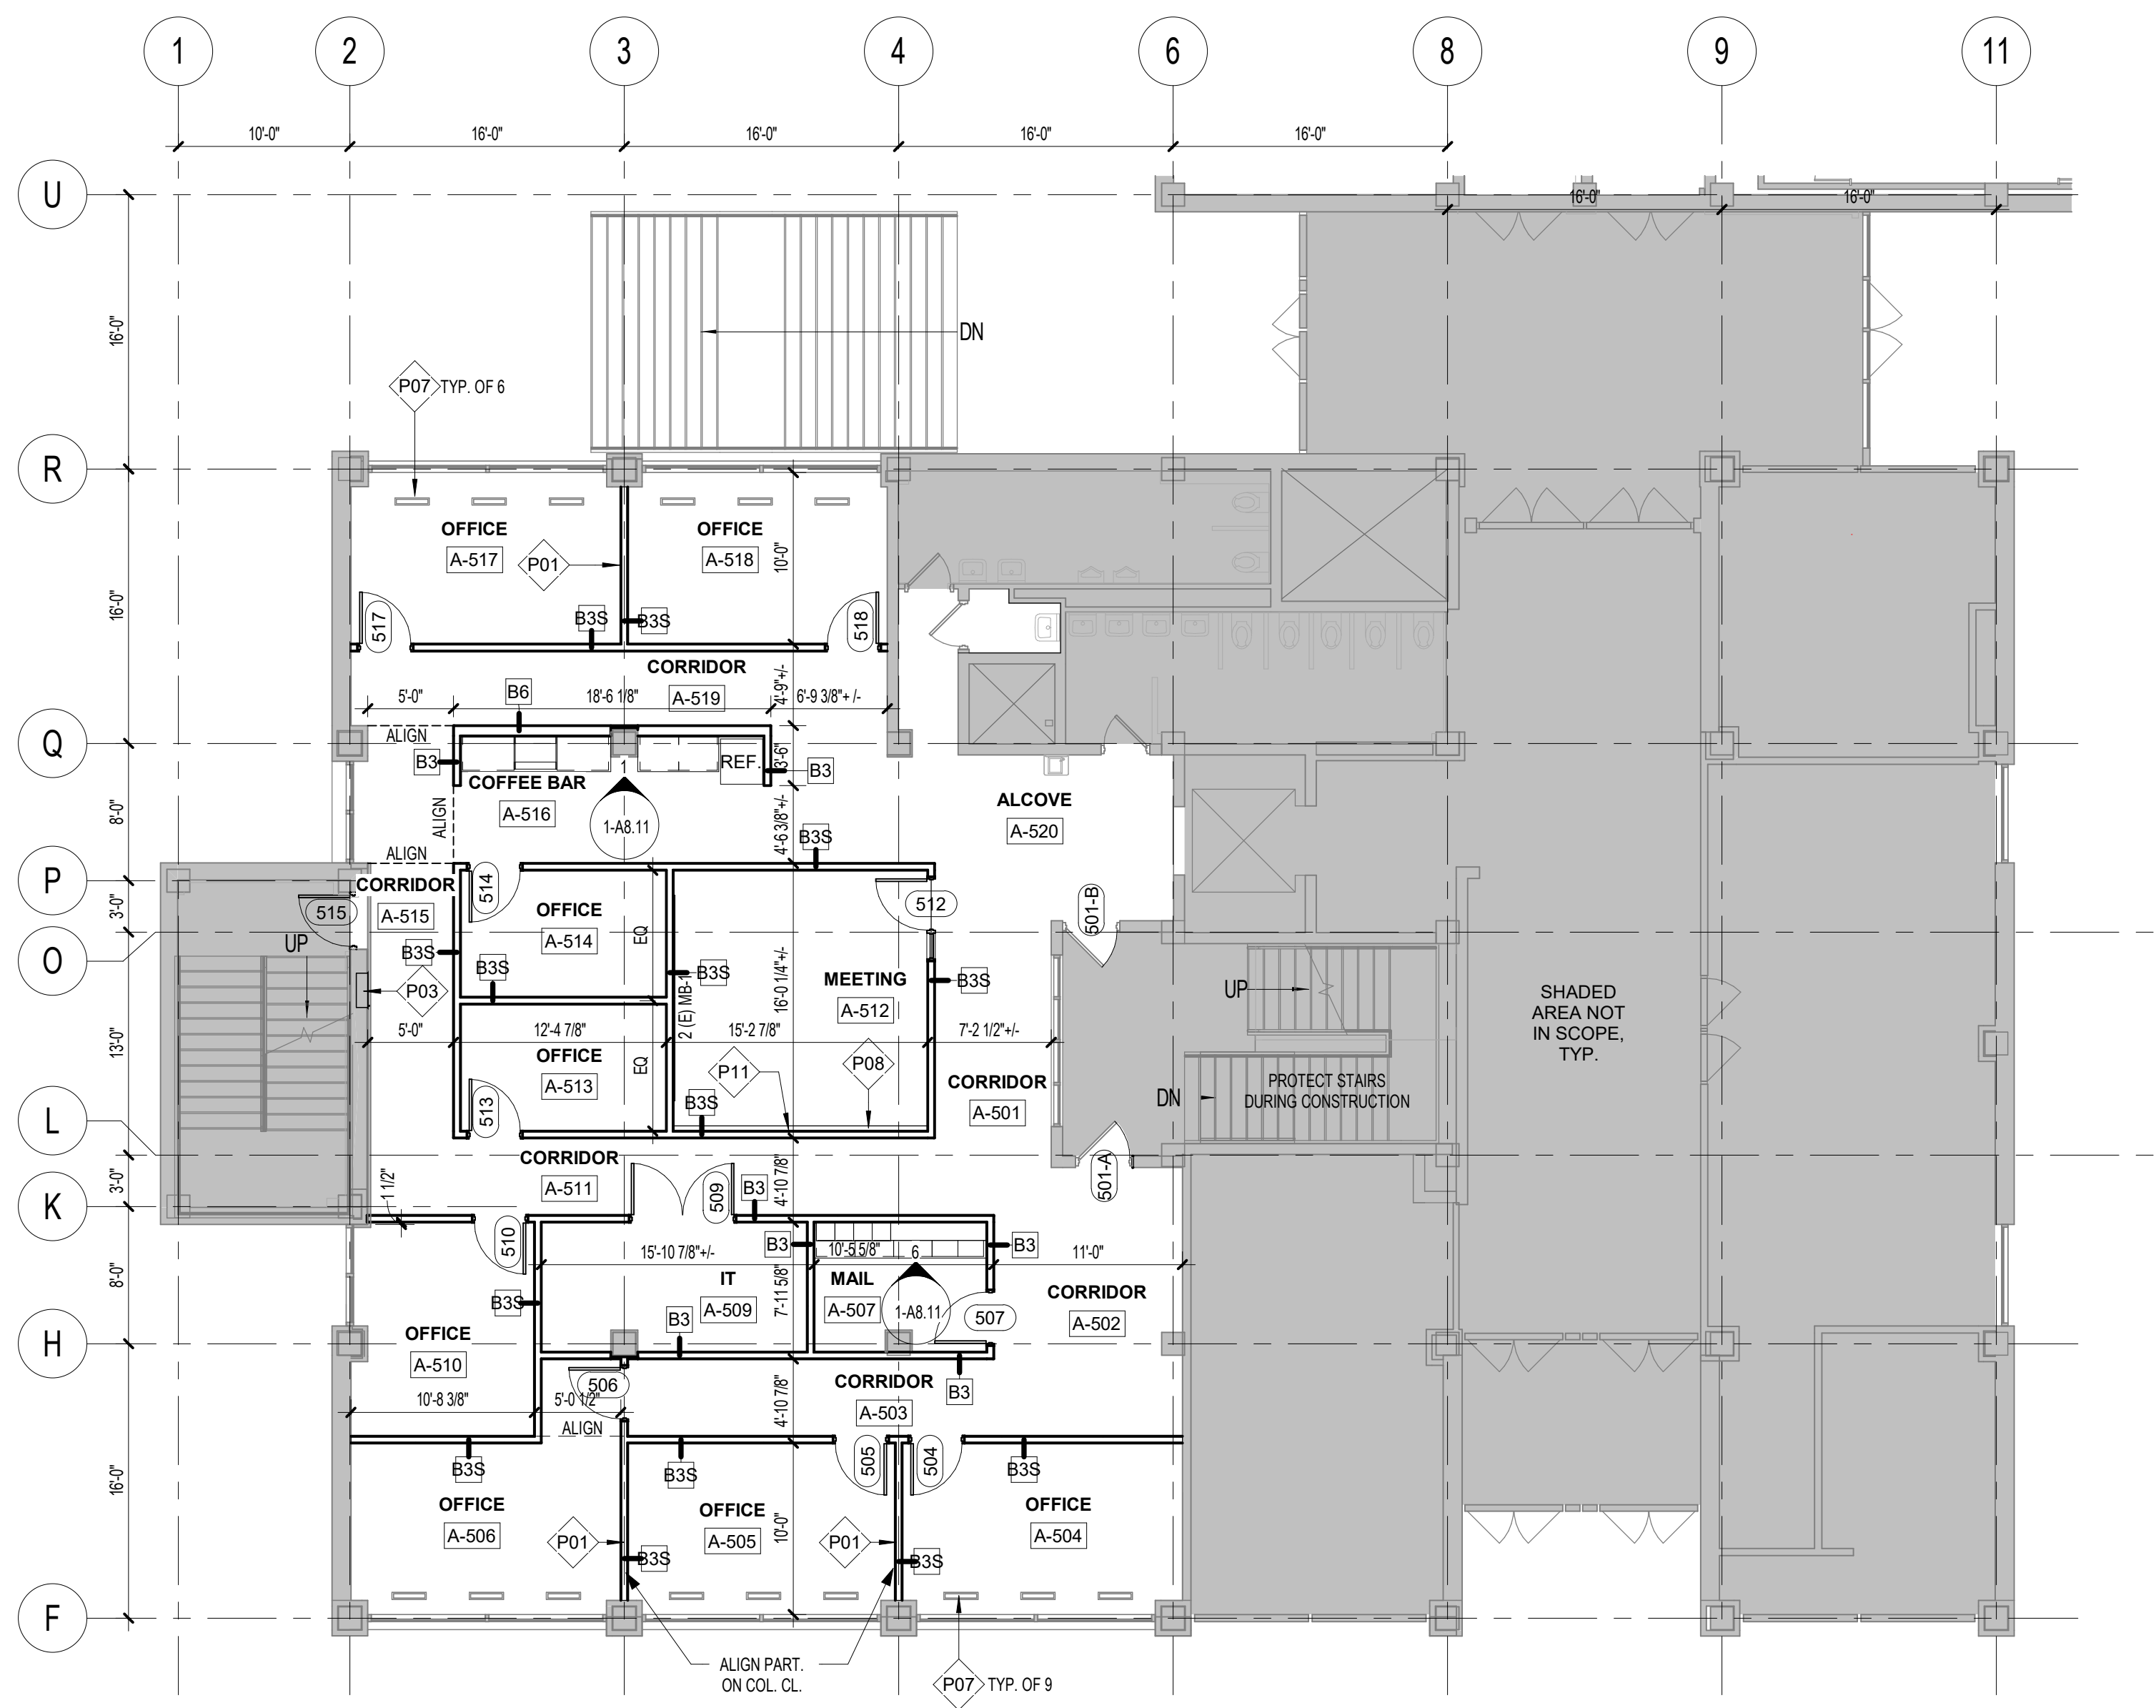 1 2 3 4 6 8 9 11
10'-0" 16'-0" 16'-0" 16'-0" 16'-0"
U
16'-0" 16'-0"
16'-0"
DN
P07 TYP. OF 6
R
OFFICE
A-517
P01
OFFICE
A-518
10'-0"
16'-0"
517
B3S
B3S
518
CORRIDOR
A-519
4'-9"+/-
5'-0"
B6
18'-6 1/8"
6'-9 3/8"+ /-
Q
ALIGN
B3
REF.
3'-6"
B3
1
COFFEE BAR
A-516
1-A8.11
ALIGN
8'-0"
4'-6 3/8"+/-
ALCOVE
A-520
B3S
ALIGN
P
CORRIDOR
A-515
514
515
OFFICE
A-514
EQ
512
501-B
3'-0"
O
UP
B3S
B3S
B3S
P03
2 (E) MB-1
16'-0 1/4"+/-
MEETING
A-512
B3S
UP
SHADED
AREA NOT
IN SCOPE,
TYP.
13'-0"
5'-0"
12'-4 7/8"
15'-2 7/8"
7'-2 1/2"+/-
OFFICE
A-513
EQ
P11
P08
513
B3S
CORRIDOR
A-501
DN
PROTECT STAIRS
DURING CONSTRUCTION
L
CORRIDOR
A-511
501-A
3'-0"
K
1 1/2"
509
B3
4'-10 7/8"
510
15'-10 7/8"+/-
B3
10'-5 5/8"
6
B3
11'-0"
8'-0"
IT
A-509
7'-11 5/8"
MAIL
A-507
1-A8.11
507
CORRIDOR
A-502
B3S
B3
H
OFFICE
A-510
506
CORRIDOR
A-503
B3
10'-8 3/8"
5'-0 1/2"
4'-10 7/8"
ALIGN
B3S
B3S
505
504
B3S
16'-0"
OFFICE
A-506
P01
B3S
OFFICE
A-505
10'-0"
P01
B3S
OFFICE
A-504
F
ALIGN PART.
ON COL. CL.
P07 TYP. OF 9